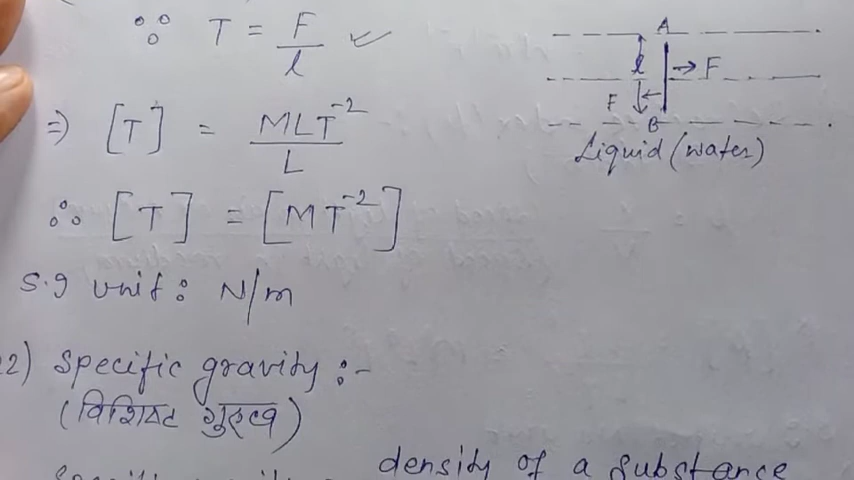 ∴ T = F/l
A
l → F
F ←
B
Liquid (water)
⇒ [T] = MLT⁻²/L
∴ [T] = [MT⁻²]
S.I unit : N/m
2) Specific gravity :-
(विशिष्ट गुरुत्व)
density of a substance